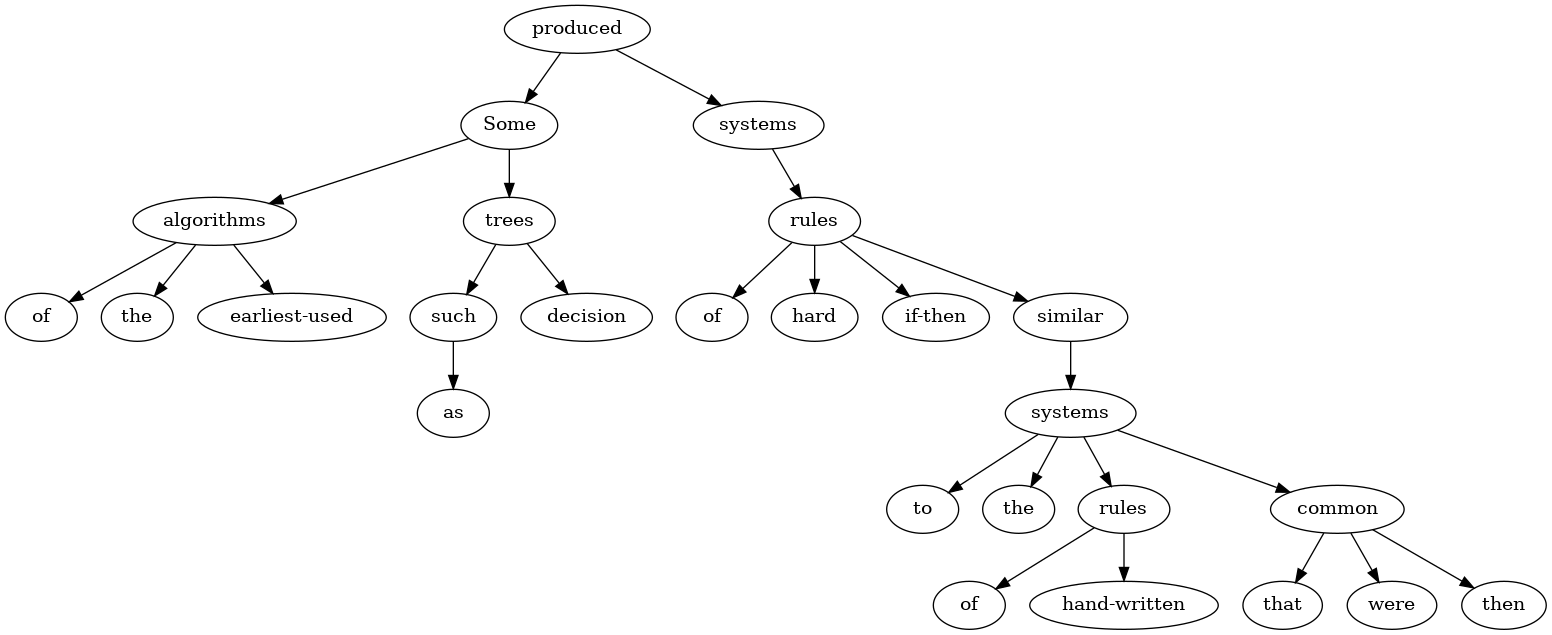 produced
Some systems
algorithms trees rules
of the earliest-used such decision of hard if-then similar
as systems
to the rules common
of hand-written that were then